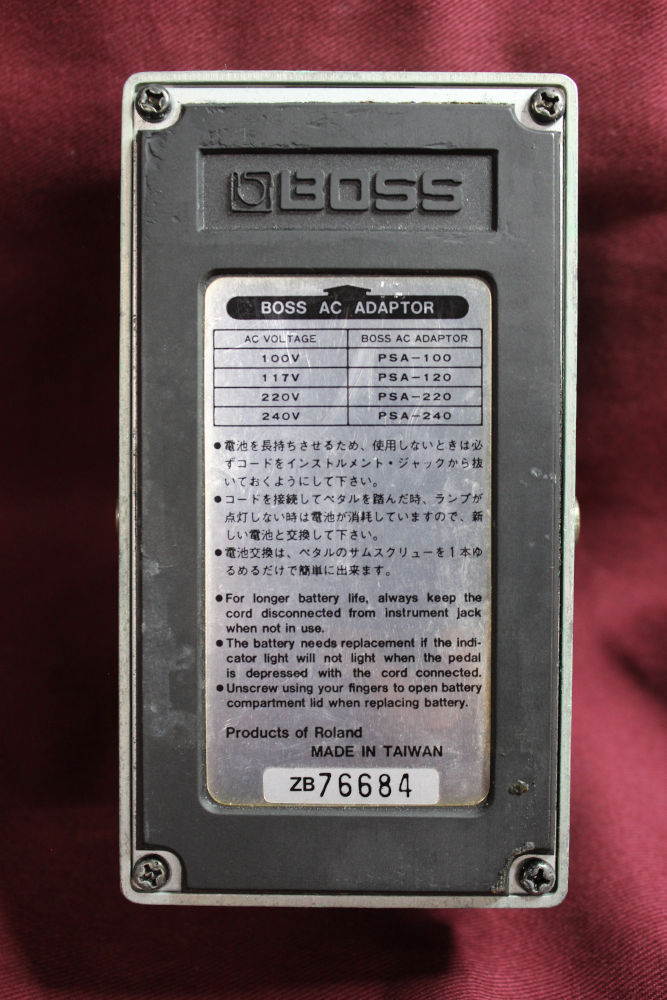 BOSS
BOSS AC ADAPTOR
AC VOLTAGE BOSS AC ADAPTOR
100V PSA-100
117V PSA-120
220V PSA-220
240V PSA-240
●電池を長持ちさせるため、使用しないときは必
ずコードをインストルメント・ジャックから抜
いておくようにして下さい。
●コードを接続してペタルを踏んだ時、ランプが
点灯しない時は電池が消耗していますので、新
しい電池と交換して下さい。
●電池交換は、ペタルのサムスクリューを1本ゆ
るめるだけで簡単に出来ます。
●For longer battery life, always keep the
cord disconnected from instrument jack
when not in use.
●The battery needs replacement if the indi-
cator light will not light when the pedal
is depressed with the cord connected.
●Unscrew using your fingers to open battery
compartment lid when replacing battery.
Products of Roland
MADE IN TAIWAN
ZB76684